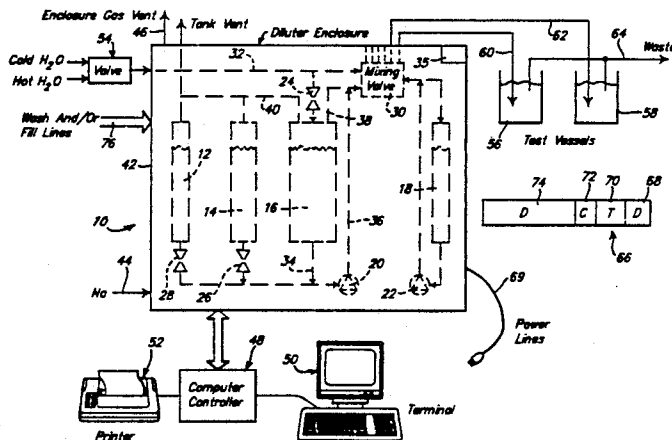 Enclosure Gas Vent
46
Tank Vent
Diluter Enclosure
54
Cold H₂O
Hot H₂O
Valve
32
24
40
35
Mixing
Valve
30
38
60
62
64
Waste
56
58
Test Vessels
Wash And/Or
Fill Lines
76
42
12
14
16
18
36
10
34
20
22
28
26
44
74
72
70
68
D
C
T
D
66
69
Power
Lines
52
48
50
Computer
Controller
Printer
Terminal